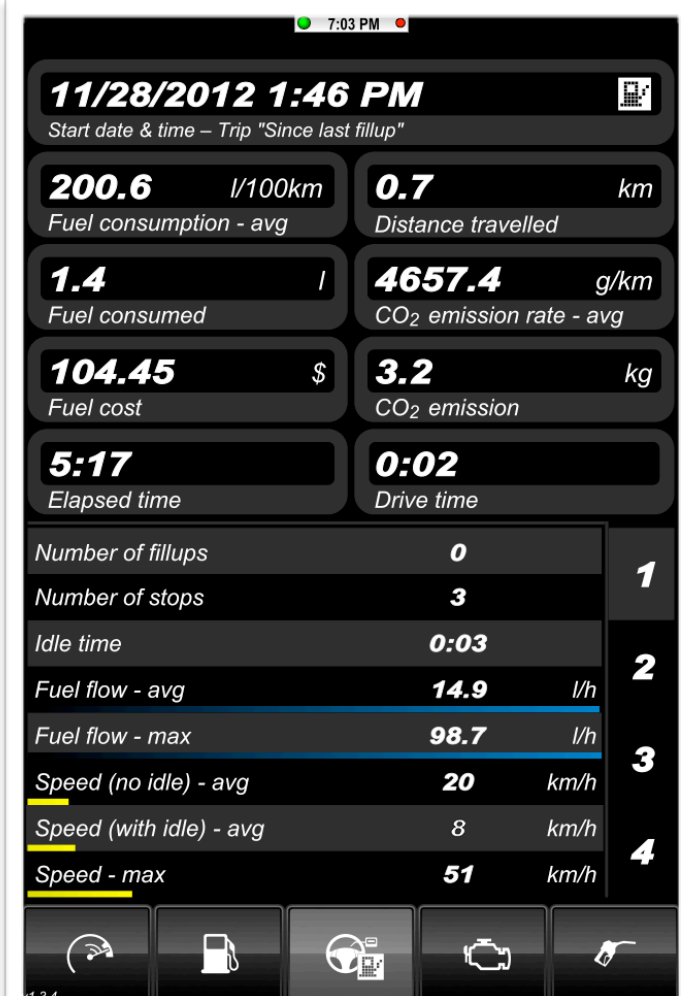 7:03 PM
11/28/2012 1:46 PM
Start date & time – Trip "Since last fillup"
200.6 l/100km
Fuel consumption - avg
0.7 km
Distance travelled
1.4 l
Fuel consumed
4657.4 g/km
CO2 emission rate - avg
104.45 $
Fuel cost
3.2 kg
CO2 emission
5:17
Elapsed time
0:02
Drive time
Number of fillups 0
Number of stops 3
Idle time 0:03
Fuel flow - avg 14.9 l/h
Fuel flow - max 98.7 l/h
Speed (no idle) - avg 20 km/h
Speed (with idle) - avg 8 km/h
Speed - max 51 km/h
1
2
3
4